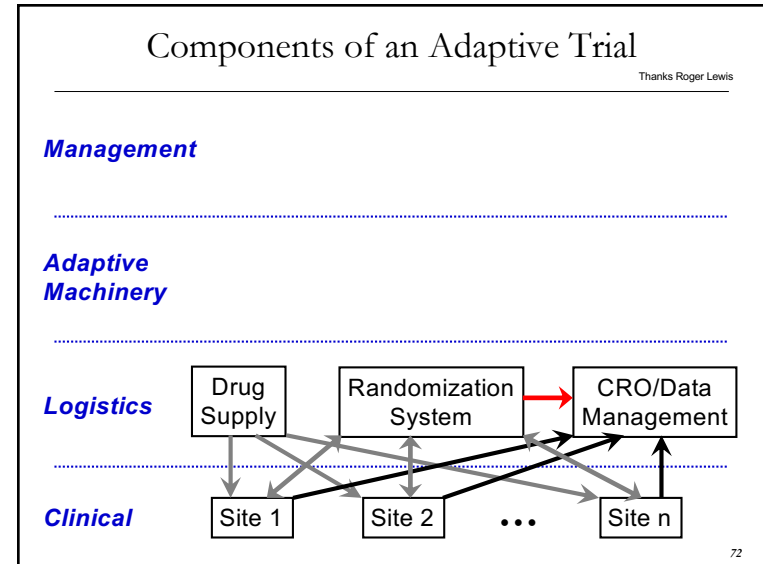 Components of an Adaptive Trial
Thanks Roger Lewis
Management
Adaptive
Machinery
Logistics
Drug
Supply
Randomization
System
CRO/Data
Management
Clinical
Site 1
Site 2
...
Site n
72